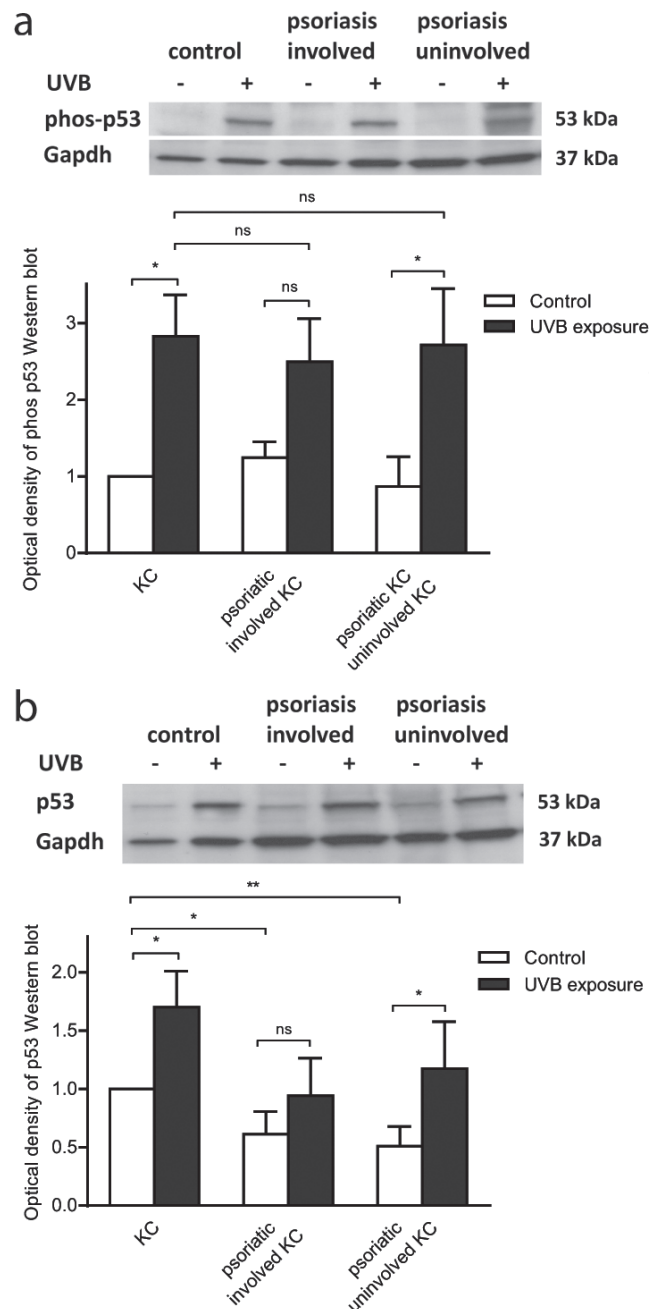 a
psoriasis psoriasis
control involved uninvolved
UVB - + - + - +
phos-p53 53 kDa
Gapdh 37 kDa
ns
ns
* ns *
Optical density of phos p53 Western blot
3
2
1
0
Control
UVB exposure
KC
psoriatic
involved KC
psoriatic KC
uninvolved KC
b
psoriasis psoriasis
control involved uninvolved
UVB - + - + - +
p53 53 kDa
Gapdh 37 kDa
**
*
* ns *
Optical density of p53 Western blot
2.0
1.5
1.0
0.5
0.0
Control
UVB exposure
KC
psoriatic
involved KC
psoriatic
uninvolved KC